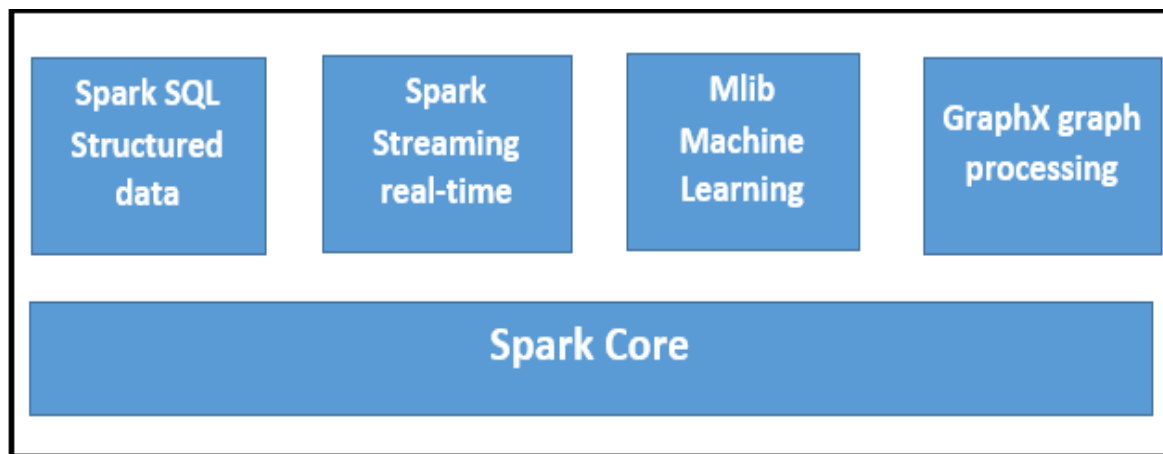 Spark SQL
Structured
data
Spark
Streaming
real-time
Mlib
Machine
Learning
GraphX graph
processing
Spark Core